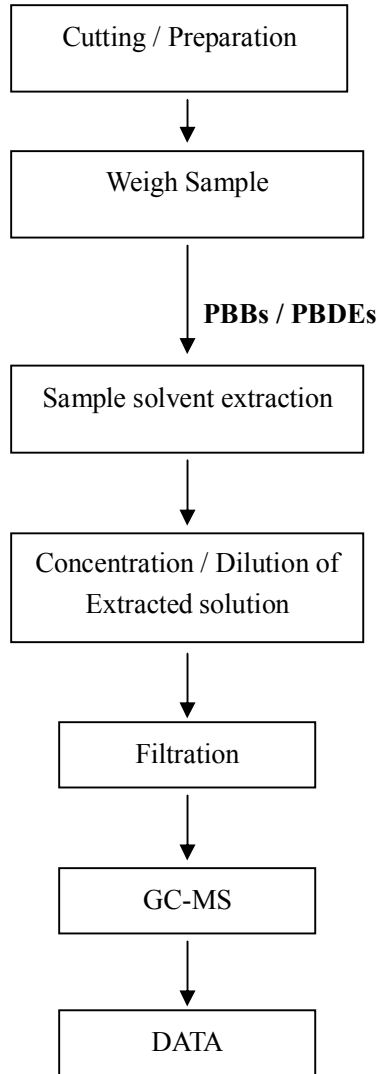 Cutting / Preparation
Weigh Sample
PBBs / PBDEs
Sample solvent extraction
Concentration / Dilution of
Extracted solution
Filtration
GC-MS
DATA